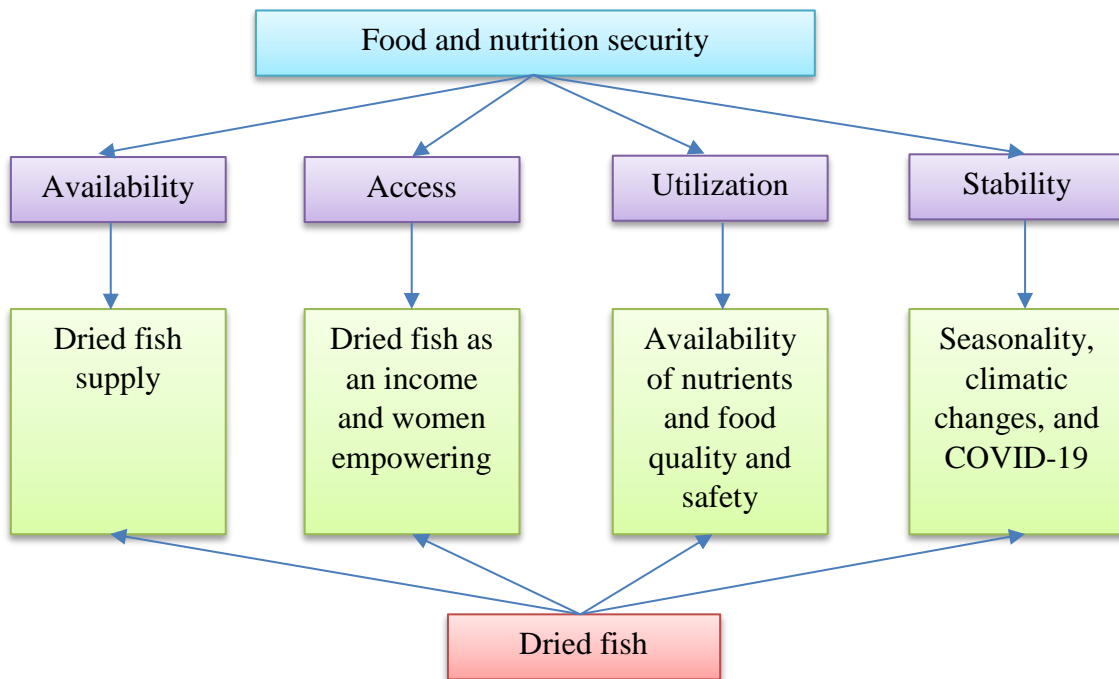 Food and nutrition security
Availability
Access
Utilization
Stability
Dried fish
supply
Dried fish as
an income
and women
empowering
Availability
of nutrients
and food
quality and
safety
Seasonality,
climatic
changes, and
COVID-19
Dried fish